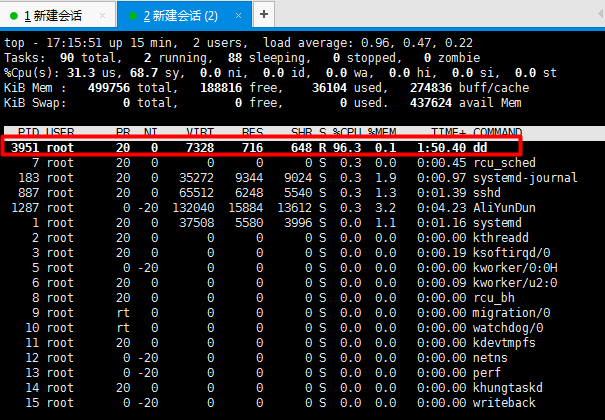 1 新建会话 × 2 新建会话 (2) × +
top - 17:15:51 up 15 min,  2 users,  load average: 0.96, 0.47, 0.22
Tasks:  90 total,   2 running,  88 sleeping,   0 stopped,   0 zombie
%Cpu(s): 31.3 us, 68.7 sy,  0.0 ni,  0.0 id,  0.0 wa,  0.0 hi,  0.0 si,  0.0 st
KiB Mem :   499756 total,   188816 free,    36104 used,   274836 buff/cache
KiB Swap:        0 total,        0 free,        0 used.   437624 avail Mem
PID USER      PR  NI    VIRT    RES    SHR S %CPU %MEM     TIME+ COMMAND
3951 root      20   0    7328    716    648 R 96.3  0.1   1:50.40 dd
7 root      20   0       0      0      0 S  0.3  0.0   0:00.45 rcu_sched
183 root      20   0   35272   9344   9024 S  0.3  1.9   0:00.97 systemd-journal
887 root      20   0   65512   6248   5540 S  0.3  1.3   0:01.39 sshd
1287 root       0 -20  132040  15884  13612 S  0.3  3.2   0:04.23 AliYunDun
1 root      20   0   37508   5580   3996 S  0.0  1.1   0:01.16 systemd
2 root      20   0       0      0      0 S  0.0  0.0   0:00.00 kthreadd
3 root      20   0       0      0      0 S  0.0  0.0   0:00.19 ksoftirqd/0
5 root       0 -20       0      0      0 S  0.0  0.0   0:00.00 kworker/0:0H
6 root      20   0       0      0      0 S  0.0  0.0   0:00.09 kworker/u2:0
8 root      20   0       0      0      0 S  0.0  0.0   0:00.00 rcu_bh
9 root      rt   0       0      0      0 S  0.0  0.0   0:00.00 migration/0
10 root      rt   0       0      0      0 S  0.0  0.0   0:00.00 watchdog/0
11 root      20   0       0      0      0 S  0.0  0.0   0:00.00 kdevtmpfs
12 root       0 -20       0      0      0 S  0.0  0.0   0:00.00 netns
13 root       0 -20       0      0      0 S  0.0  0.0   0:00.00 perf
14 root      20   0       0      0      0 S  0.0  0.0   0:00.00 khungtaskd
15 root       0 -20       0      0      0 S  0.0  0.0   0:00.00 writeback